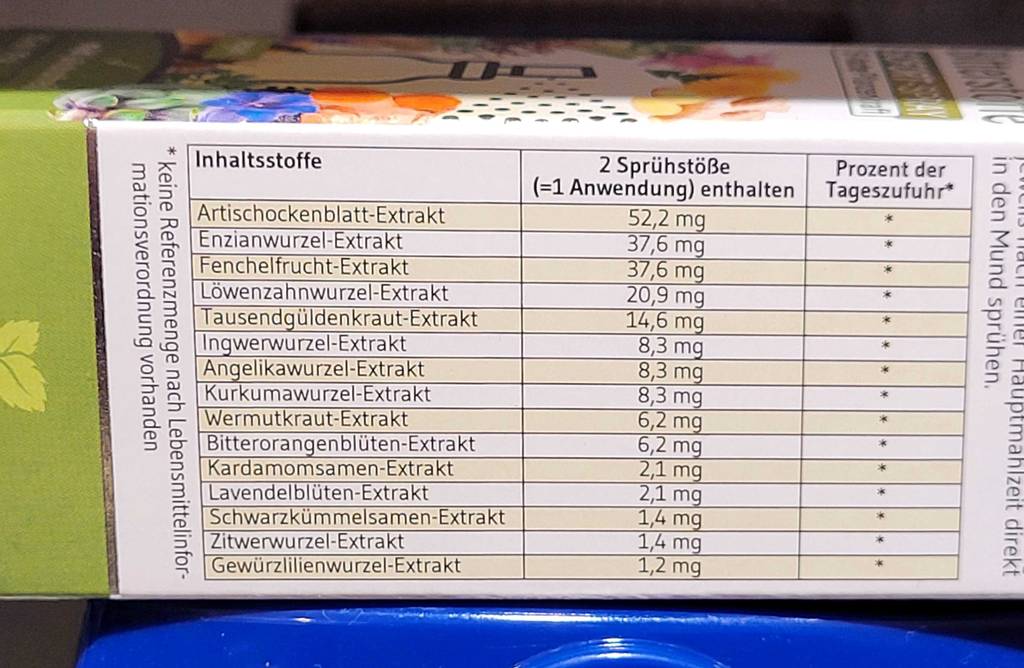 Inhaltsstoffe
2 Sprühstöße
(=1 Anwendung) enthalten
Prozent der
Tageszufuhr*
Artischockenblatt-Extrakt 52,2 mg *
Enzianwurzel-Extrakt 37,6 mg *
Fenchelfrucht-Extrakt 37,6 mg *
Löwenzahnwurzel-Extrakt 20,9 mg *
Tausendgüldenkraut-Extrakt 14,6 mg *
Ingwerwurzel-Extrakt 8,3 mg *
Angelikawurzel-Extrakt 8,3 mg *
Kurkumawurzel-Extrakt 8,3 mg *
Wermutkraut-Extrakt 6,2 mg *
Bitterorangenblüten-Extrakt 6,2 mg *
Kardamomsamen-Extrakt 2,1 mg *
Lavendelblüten-Extrakt 2,1 mg *
Schwarzkümmelsamen-Extrakt 1,4 mg *
Zitwerwurzel-Extrakt 1,4 mg *
Gewürzlilienwurzel-Extrakt 1,2 mg *
* keine Referenzmenge nach Lebensmittelinfor-
mationsverordnung vorhanden
nach einer Hauptmahlzeit direkt
in den Mund sprühen.